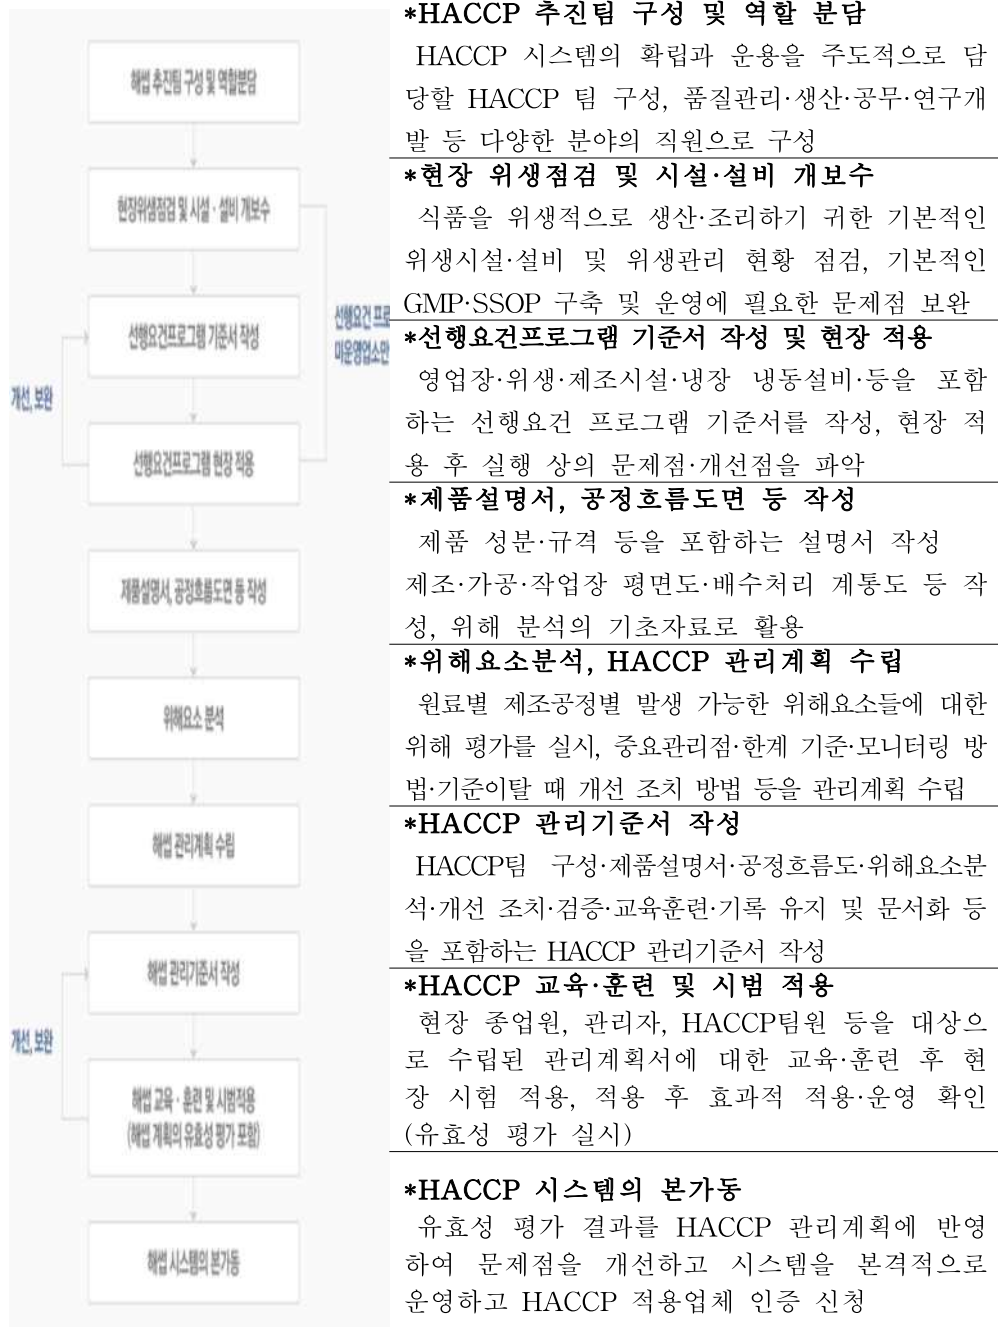 해썹 추진팀 구성 및 역할분담
현장위생점검 및 시설 · 설비 개보수
선행요건프로그램 기준서 작성
선행요건 프로
미운영업소만
개선, 보완
선행요건프로그램 현장 적용
제품설명서, 공정흐름도면 등 작성
위해요소 분석
해썹 관리계획 수립
해썹 관리기준서 작성
개선, 보완
해썹 교육 · 훈련 및 시범적용
(해썹 계획의 유효성 평가 포함)
해썹 시스템의 본가동
*HACCP 추진팀 구성 및 역할 분담
HACCP 시스템의 확립과 운용을 주도적으로 담
당할 HACCP 팀 구성, 품질관리·생산·공무·연구개
발 등 다양한 분야의 직원으로 구성
*현장 위생점검 및 시설·설비 개보수
식품을 위생적으로 생산·조리하기 귀한 기본적인
위생시설·설비 및 위생관리 현황 점검, 기본적인
GMP·SSOP 구축 및 운영에 필요한 문제점 보완
*선행요건프로그램 기준서 작성 및 현장 적용
영업장·위생·제조시설·냉장 냉동설비·등을 포함
하는 선행요건 프로그램 기준서를 작성, 현장 적
용 후 실행 상의 문제점·개선점을 파악
*제품설명서, 공정흐름도면 등 작성
제품 성분·규격 등을 포함하는 설명서 작성
제조·가공·작업장 평면도·배수처리 계통도 등 작
성, 위해 분석의 기초자료로 활용
*위해요소분석, HACCP 관리계획 수립
원료별 제조공정별 발생 가능한 위해요소들에 대한
위해 평가를 실시, 중요관리점·한계 기준·모니터링 방
법·기준이탈 때 개선 조치 방법 등을 관리계획 수립
*HACCP 관리기준서 작성
HACCP팀 구성·제품설명서·공정흐름도·위해요소분
석·개선 조치·검증·교육훈련·기록 유지 및 문서화 등
을 포함하는 HACCP 관리기준서 작성
*HACCP 교육·훈련 및 시범 적용
현장 종업원, 관리자, HACCP팀원 등을 대상으
로 수립된 관리계획서에 대한 교육·훈련 후 현
장 시험 적용, 적용 후 효과적 적용·운영 확인
(유효성 평가 실시)
*HACCP 시스템의 본가동
유효성 평가 결과를 HACCP 관리계획에 반영
하여 문제점을 개선하고 시스템을 본격적으로
운영하고 HACCP 적용업체 인증 신청